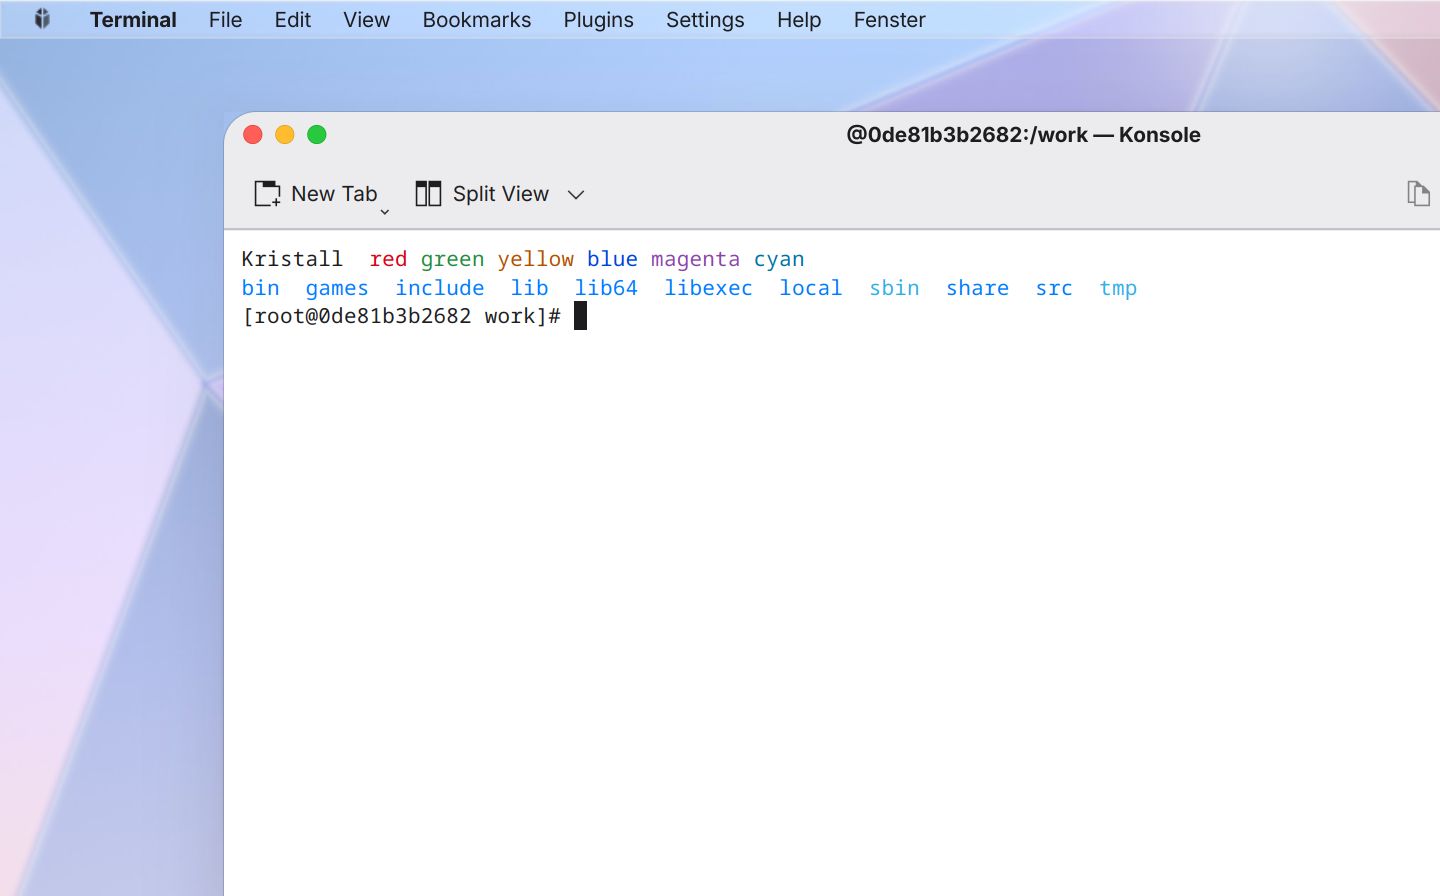 Terminal File Edit View Bookmarks Plugins Settings Help Fenster
@0de81b3b2682:/work — Konsole
New Tab Split View
Kristall  red green yellow blue magenta cyan
bin  games  include  lib  lib64  libexec  local  sbin  share  src  tmp
[root@0de81b3b2682 work]#